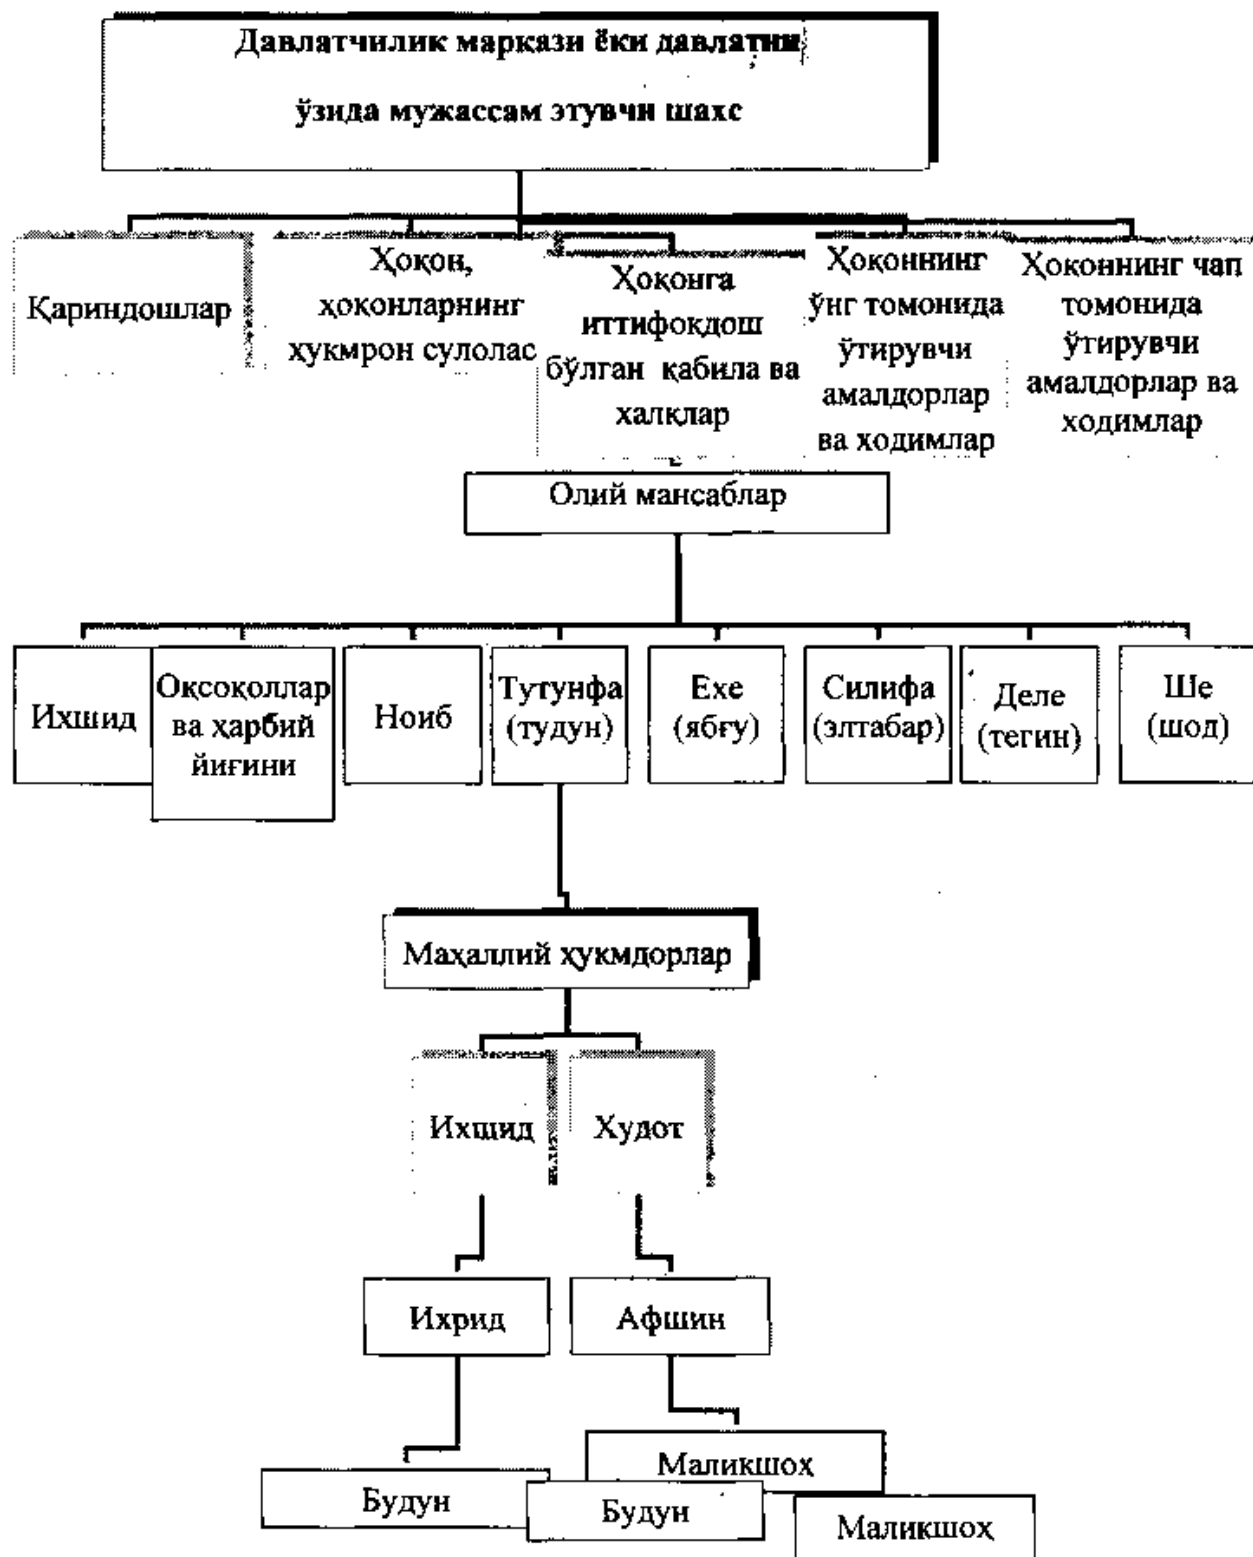 Давлатчилик маркази ёки давлатни
ўзида мужассам этувчи шахс
Қариндошлар
Ҳоқон,
ҳоқонларнинг
ҳукмрон сулолас
Ҳоқонга
иттифоқдош
бўлган қабила ва
халқлар
Ҳоқоннинг
ўнг томонида
ўтирувчи
амалдорлар
ва ходимлар
Ҳоқоннинг чап
томонида
ўтирувчи
амалдорлар ва
ходимлар
Олий мансаблар
Ихшид
Оқсоқоллар
ва ҳарбий
йиғини
Ноиб
Тутунфа
(тудун)
Ехе
(ябғу)
Силифа
(элтабар)
Деле
(тегин)
Ше
(шод)
Маҳаллий ҳукмдорлар
Ихшид
Худот
Ихрид
Афшин
Будун
Маликшоҳ
Будун
Маликшоҳ